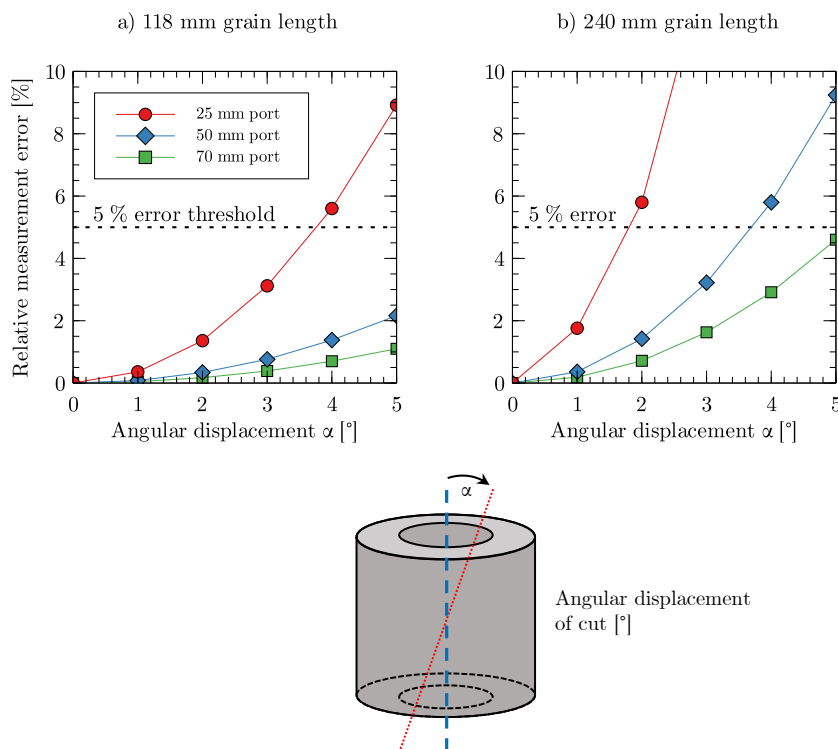 a) 118 mm grain length
Relative measurement error [%]
10
8
6
4
2
0
25 mm port
50 mm port
70 mm port
5 % error threshold
0 1 2 3 4 5
Angular displacement α [°]
b) 240 mm grain length
10
8
6
4
2
0
5 % error
0 1 2 3 4 5
Angular displacement α [°]
α
Angular displacement
of cut [°]